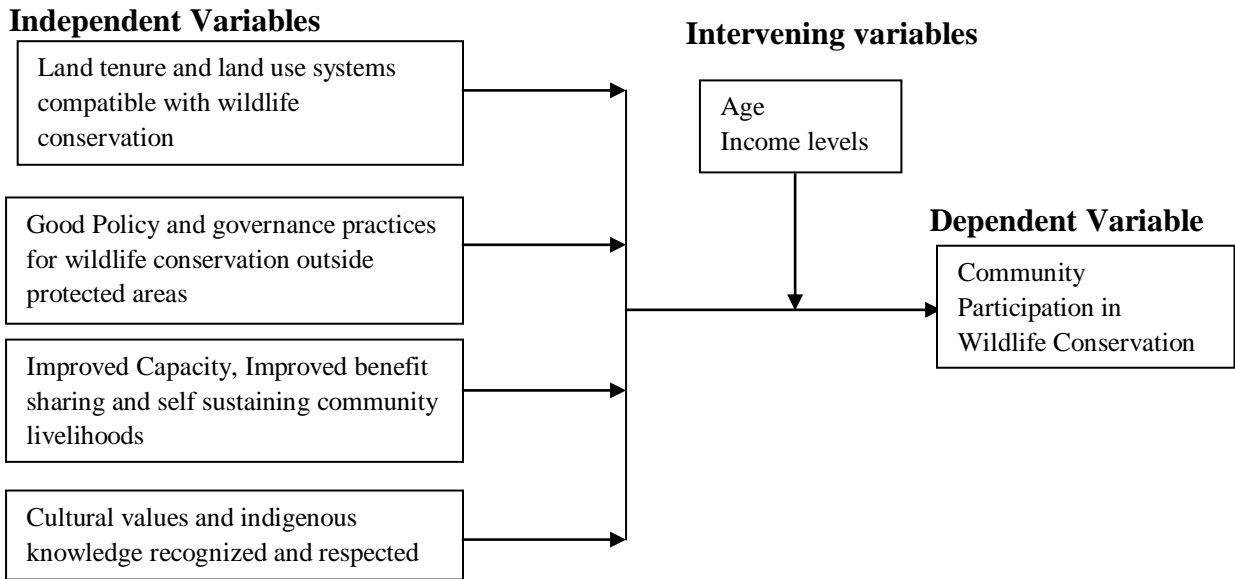 Independent Variables
Land tenure and land use systems
compatible with wildlife
conservation
Good Policy and governance practices
for wildlife conservation outside
protected areas
Improved Capacity, Improved benefit
sharing and self sustaining community
livelihoods
Cultural values and indigenous
knowledge recognized and respected
Intervening variables
Age
Income levels
Dependent Variable
Community
Participation in
Wildlife Conservation